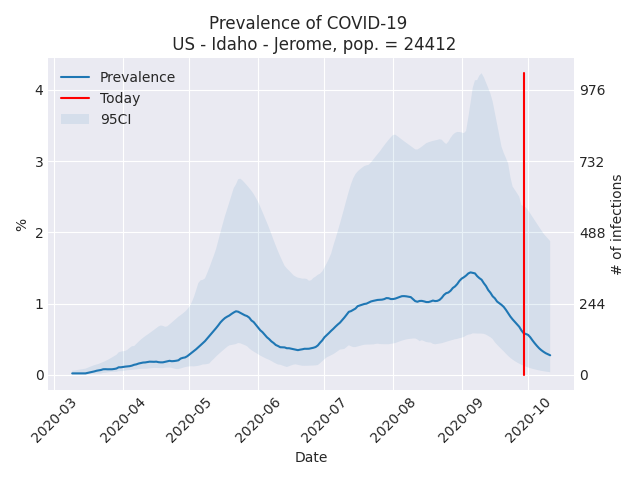 Prevalence of COVID-19
US - Idaho - Jerome, pop. = 24412
Prevalence
Today
95CI
%
4
3
2
1
0
976
732
488
244
0
# of infections
2020-03
2020-04
2020-05
2020-06
2020-07
2020-08
2020-09
2020-10
Date